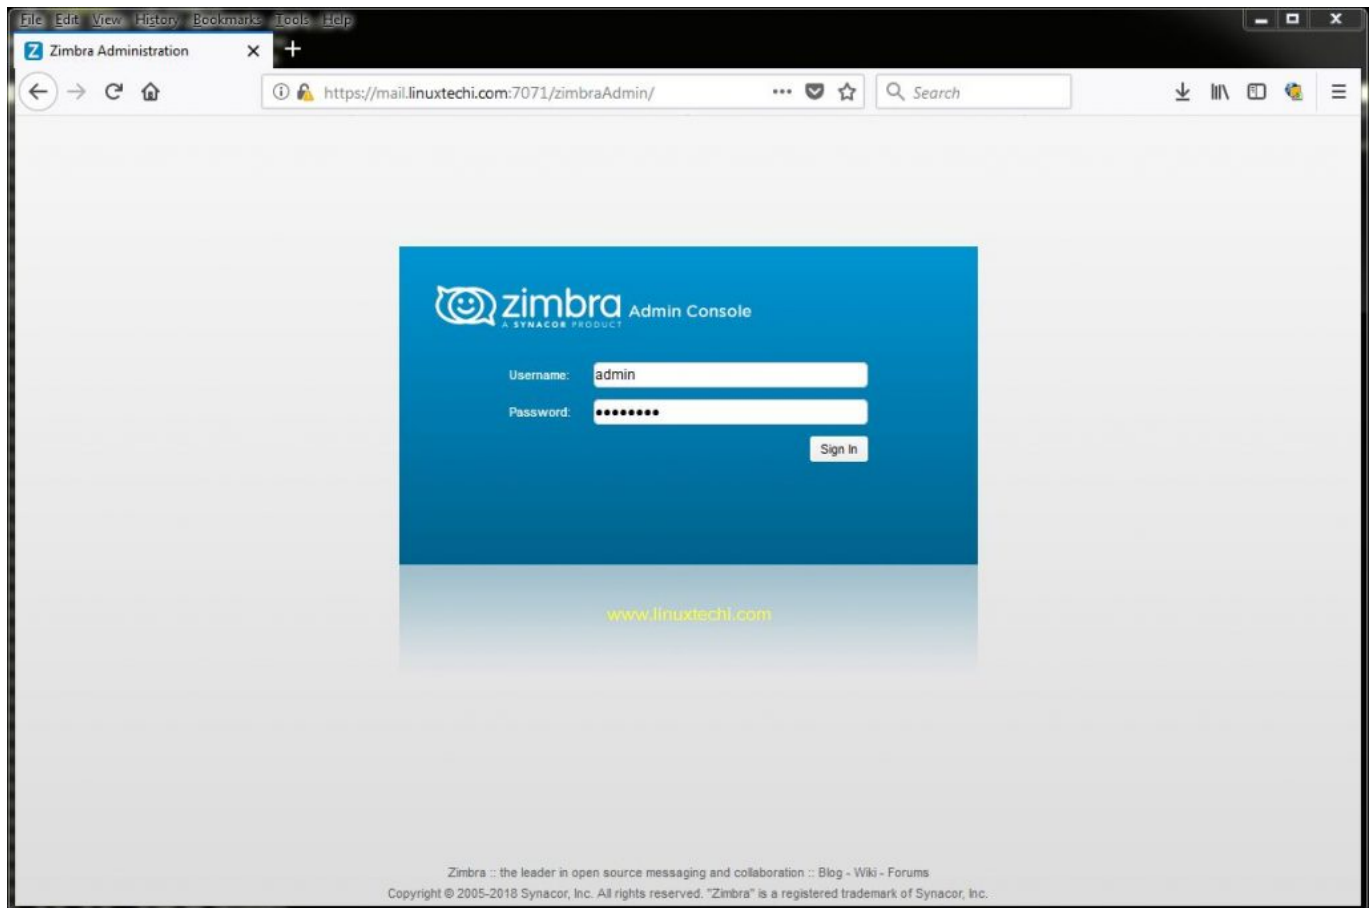 File Edit View History Bookmarks Tools Help
Zimbra Administration
https://mail.linuxtechi.com:7071/zimbraAdmin/
Search
zimbra Admin Console
A SYNACOR PRODUCT
Username: admin
Password: ••••••••
Sign In
www.linuxtechi.com
Zimbra :: the leader in open source messaging and collaboration :: Blog - Wiki - Forums
Copyright © 2005-2018 Synacor, Inc. All rights reserved. "Zimbra" is a registered trademark of Synacor, Inc.